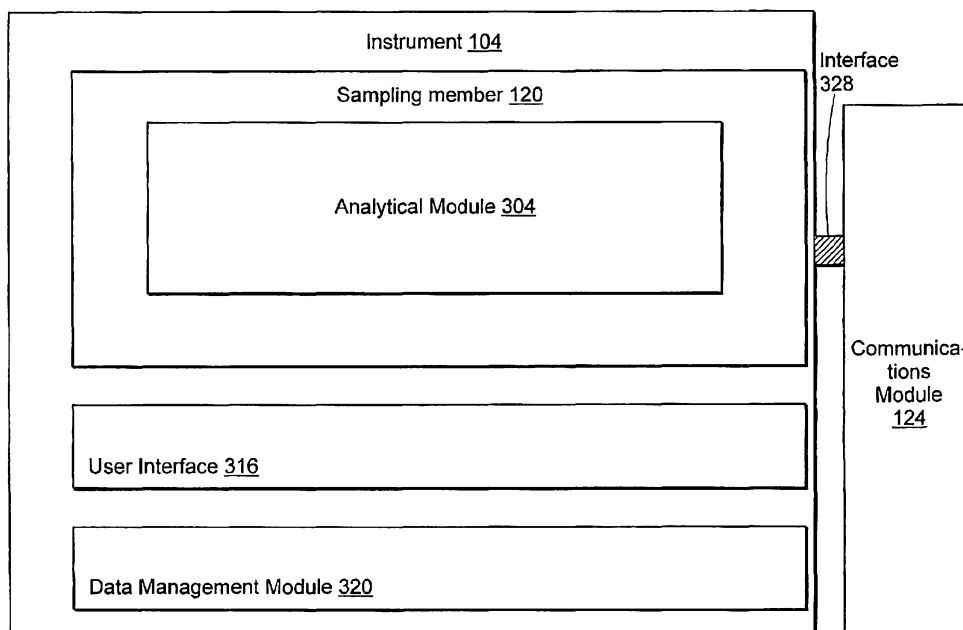 Instrument 104
Interface
328
Sampling member 120
Analytical Module 304
Communica-
tions
Module
124
User Interface 316
Data Management Module 320